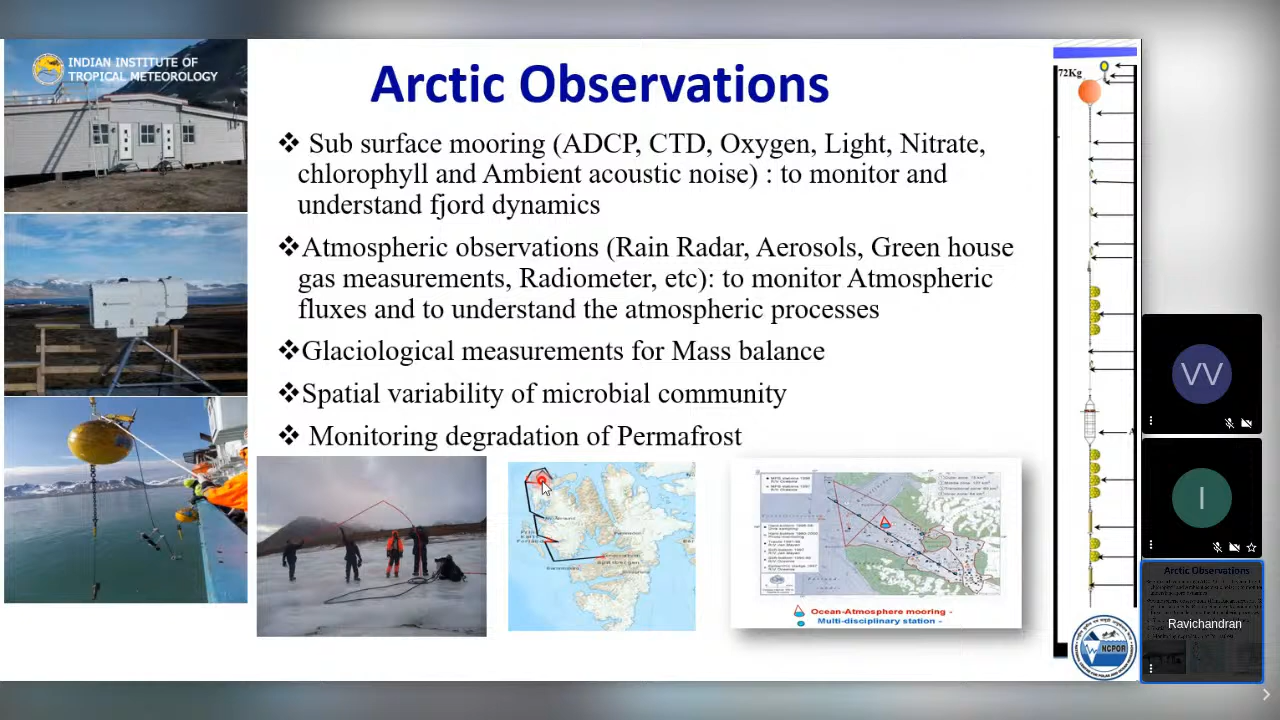 INDIAN INSTITUTE OF
TROPICAL METEOROLOGY
Arctic Observations
72Kg
❖ Sub surface mooring (ADCP, CTD, Oxygen, Light, Nitrate,
chlorophyll and Ambient acoustic noise) : to monitor and
understand fjord dynamics
❖Atmospheric observations (Rain Radar, Aerosols, Green house
gas measurements, Radiometer, etc): to monitor Atmospheric
fluxes and to understand the atmospheric processes
❖Glaciological measurements for Mass balance
❖Spatial variability of microbial community
❖ Monitoring degradation of Permafrost
Ocean-Atmosphere mooring -
Multi-disciplinary station -
NCPOR
VV
I
Arctic Observations
Ravichandran